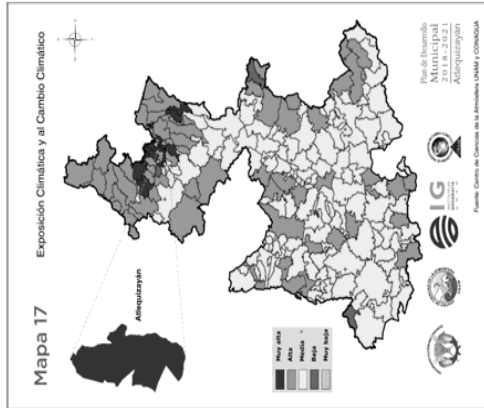 Mapa 17
Exposición Climática y al Cambio Climático
Atlequizayán
Muy alta
Alta
Media
Baja
Muy baja
IG
Plan de Desarrollo
Municipal
2018-2021
Atlequizayán
Fuente: Centro de Ciencias de la Atmósfera UNAM y CONAGUA